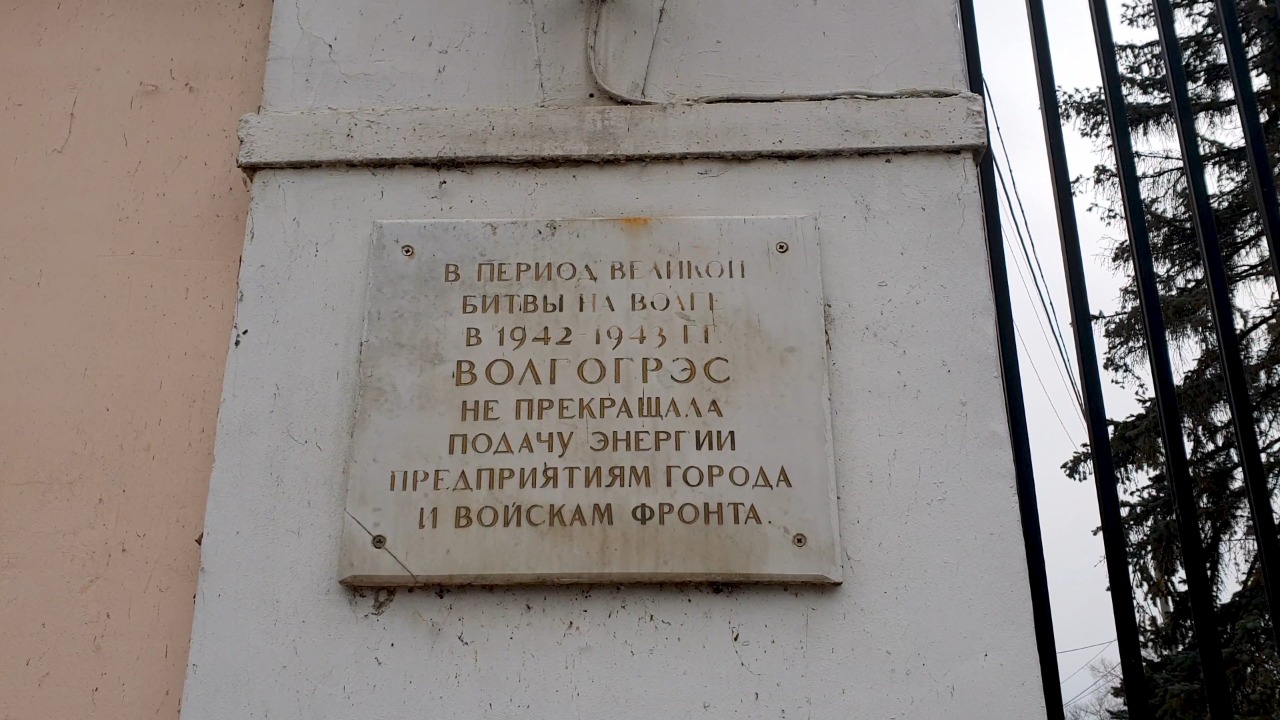 В ПЕРИОД ВЕЛИКОЙ
БИТВЫ НА ВОЛГЕ
В 1942-1943 ГГ.
ВОЛГОГРЭС
НЕ ПРЕКРАЩАЛА
ПОДАЧУ ЭНЕРГИИ
ПРЕДПРИЯТИЯМ ГОРОДА
И ВОЙСКАМ ФРОНТА.